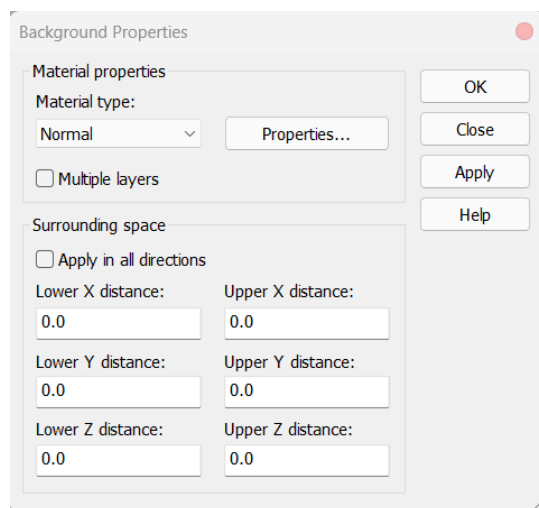 Background Properties
Material properties
OK
Material type:
Normal
Properties...
Close
Multiple layers
Apply
Surrounding space
Help
Apply in all directions
Lower X distance:
Upper X distance:
0.0
0.0
Lower Y distance:
Upper Y distance:
0.0
0.0
Lower Z distance:
Upper Z distance:
0.0
0.0